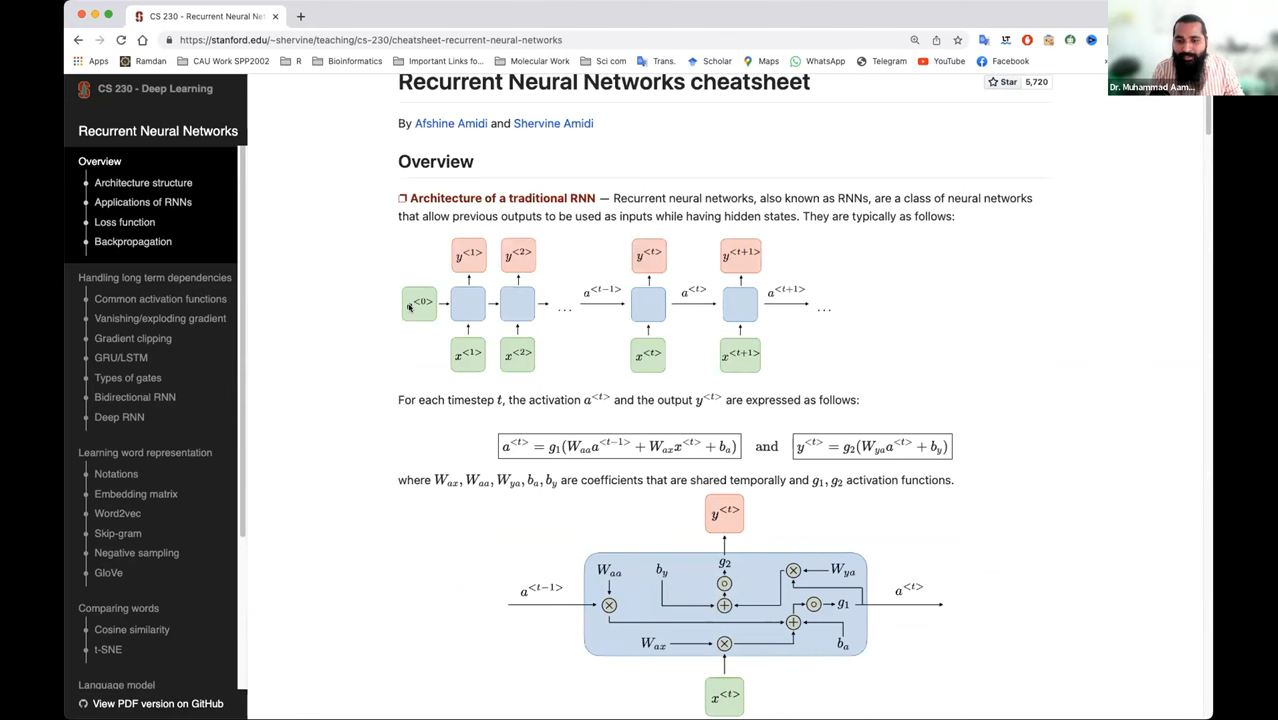 CS 230 - Recurrent Neural Net
https://stanford.edu/~shervine/teaching/cs-230/cheatsheet-recurrent-neural-networks
Apps Ramdan CAU Work SPP2002 R Bioinformatics Important Links fo... Molecular Work Sci com Trans. Scholar Maps WhatsApp Telegram YouTube Facebook
Dr. Muhammad Aam...
CS 230 - Deep Learning
Recurrent Neural Networks
Overview
Architecture structure
Applications of RNNs
Loss function
Backpropagation
Handling long term dependencies
Common activation functions
Vanishing/exploding gradient
Gradient clipping
GRU/LSTM
Types of gates
Bidirectional RNN
Deep RNN
Learning word representation
Notations
Embedding matrix
Word2vec
Skip-gram
Negative sampling
GloVe
Comparing words
Cosine similarity
t-SNE
Language model
View PDF version on GitHub
Recurrent Neural Networks cheatsheet
Star 5,720
By Afshine Amidi and Shervine Amidi
Overview
Architecture of a traditional RNN — Recurrent neural networks, also known as RNNs, are a class of neural networks
that allow previous outputs to be used as inputs while having hidden states. They are typically as follows:
y<1> y<2> y<t> y<t+1>
a<0> ... a<t−1> a<t> a<t+1> ...
x<1> x<2> x<t> x<t+1>
For each timestep t, the activation a<t> and the output y<t> are expressed as follows:
a<t> = g1(Waaa<t−1> + Waxx<t> + ba) and y<t> = g2(Wyaa<t> + by)
where Wax, Waa, Wya, ba, by are coefficients that are shared temporally and g1, g2 activation functions.
y<t>
Waa by g2 Wya
a<t−1> a<t>
g1
Wax ba
x<t>